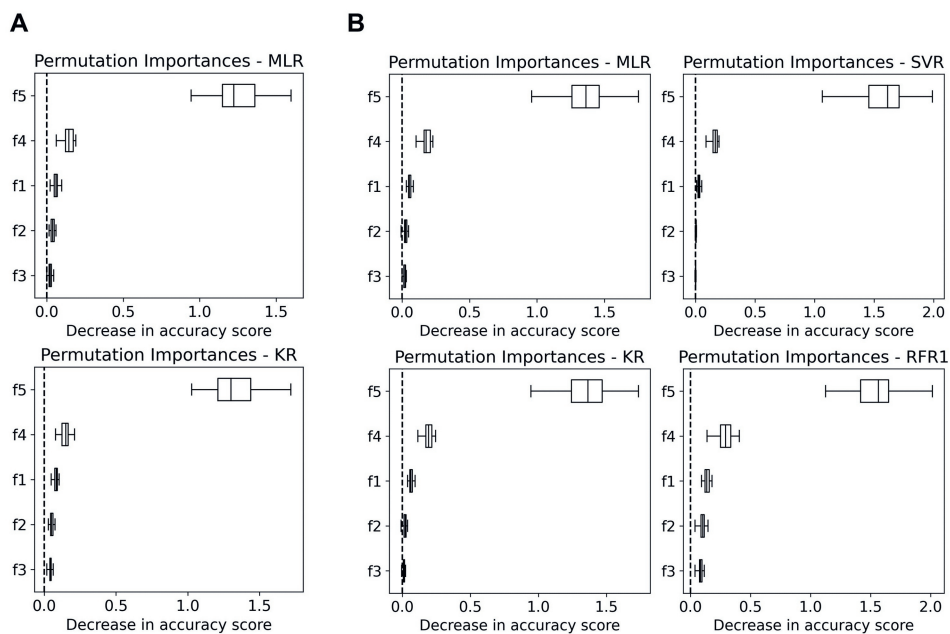 A
B
Permutation Importances - MLR
f5
f4
f1
f2
f3
0.0 0.5 1.0 1.5
Decrease in accuracy score
Permutation Importances - MLR
f5
f4
f1
f2
f3
0.0 0.5 1.0 1.5
Decrease in accuracy score
Permutation Importances - SVR
f5
f4
f1
f2
f3
0.0 0.5 1.0 1.5 2.0
Decrease in accuracy score
Permutation Importances - KR
f5
f4
f1
f2
f3
0.0 0.5 1.0 1.5
Decrease in accuracy score
Permutation Importances - KR
f5
f4
f1
f2
f3
0.0 0.5 1.0 1.5
Decrease in accuracy score
Permutation Importances - RFR1
f5
f4
f1
f2
f3
0.0 0.5 1.0 1.5 2.0
Decrease in accuracy score